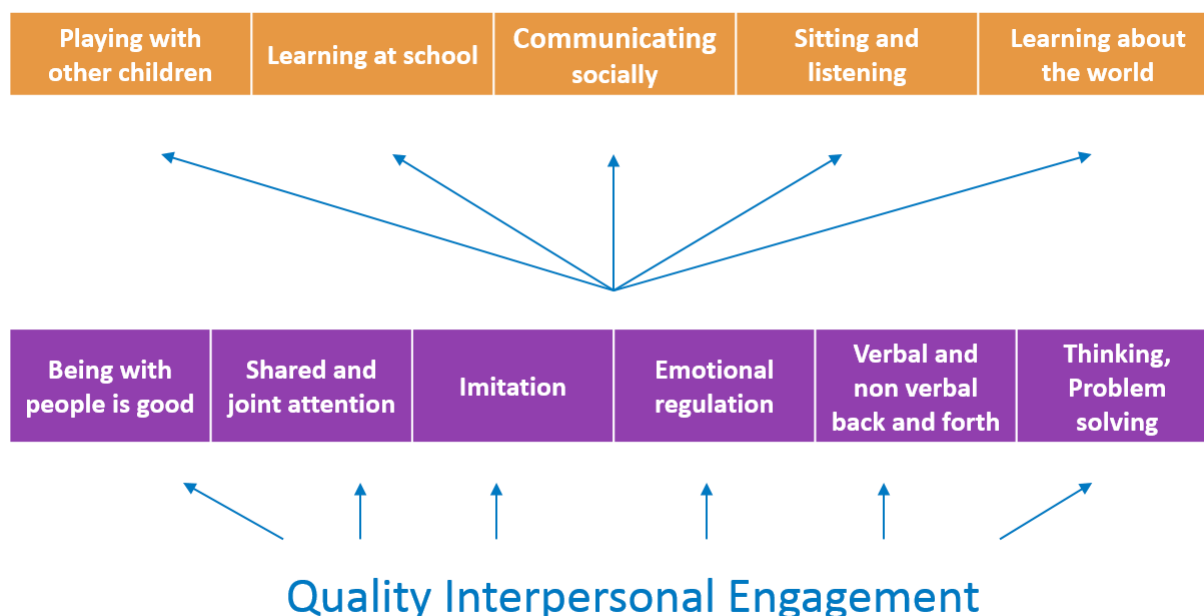 Playing with
other children
Learning at school
Communicating
socially
Sitting and
listening
Learning about
the world
Being with
people is good
Shared and
joint attention
Imitation
Emotional
regulation
Verbal and
non verbal
back and forth
Thinking,
Problem
solving
Quality Interpersonal Engagement